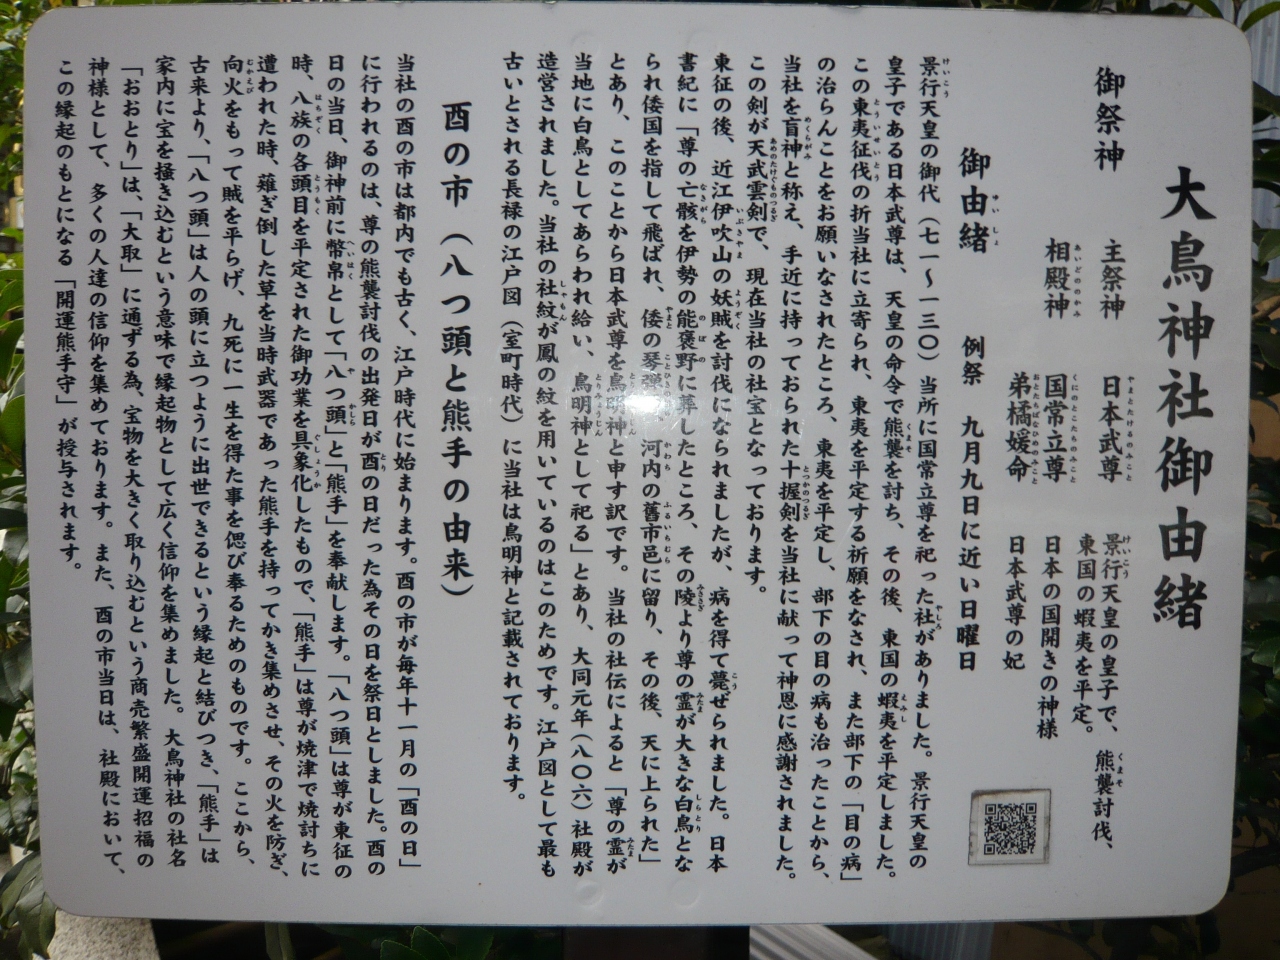 大鳥神社御由緒
御祭神　主祭神　日本武尊　景行天皇の皇子で、熊襲討伐、
東国の蝦夷を平定。
相殿神　国常立尊　日本の国開きの神様
弟橘媛命　日本武尊の妃
御由緒　例祭　九月九日に近い日曜日
景行天皇の御代（七一～一三〇）当所に国常立尊を祀った社がありました。景行天皇の
皇子である日本武尊は、天皇の命令で熊襲を討ち、その後、東国の蝦夷を平定しました。
この東夷征伐の折当社に立寄られ、東夷を平定する祈願をなされ、また部下の「目の病」
の治らんことをお願いなされたところ、東夷を平定し、部下の目の病も治ったことから、
当社を盲神と称え、手近に持っておられた十握剣を当社に献って神恩に感謝されました。
この剣が天武雲剣で、現在当社の社宝となっております。
東征の後、近江伊吹山の妖賊を討伐になられましたが、病を得て薨ぜられました。日本
書紀に「尊の亡骸を伊勢の能褒野に葬したところ、その陵より尊の霊が大きな白鳥とな
られ倭国を指して飛ばれ、倭の琴弾原、河内の舊市邑に留り、その後、天に上られた」
とあり、このことから日本武尊を鳥明神と申す訳です。当社の社伝によると「尊の霊が
当地に白鳥としてあらわれ給い、鳥明神として祀る」とあり、大同元年（八〇六）社殿が
造営されました。当社の社紋が鳳の紋を用いているのはこのためです。江戸図として最も
古いとされる長禄の江戸図（室町時代）に当社は鳥明神と記載されております。
酉の市（八つ頭と熊手の由来）
当社の酉の市は都内でも古く、江戸時代に始まります。酉の市が毎年十一月の「酉の日」
に行われるのは、尊の熊襲討伐の出発日が酉の日だった為その日を祭日としました。酉の
日の当日、御神前に幣帛として「八つ頭」と「熊手」を奉献します。「八つ頭」は尊が東征の
時、八族の各頭目を平定された御功業を具象化したもので、「熊手」は尊が焼津で焼討ちに
遭われた時、薙ぎ倒した草を当時武器であった熊手を持ってかき集めさせ、その火を防ぎ、
向火をもって賊を平らげ、九死に一生を得た事を偲び奉るためのものです。ここから、
古来より、「八つ頭」は人の頭に立つように出世できるという縁起と結びつき、「熊手」は
家内に宝を掻き込むという意味で縁起物として広く信仰を集めました。大鳥神社の社名
「おおとり」は、「大取」に通ずる為、宝物を大きく取り込むという商売繁盛開運招福の
神様として、多くの人達の信仰を集めております。また、酉の市当日は、社殿において、
この縁起のもとになる「開運熊手守」が授与されます。